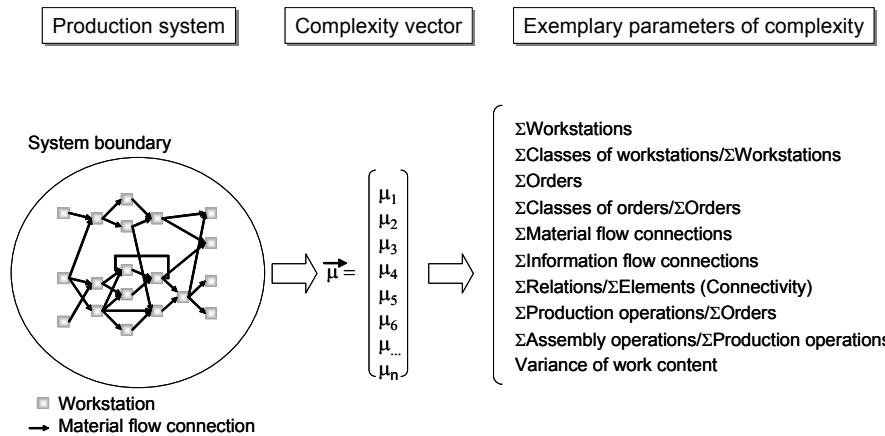 Production system
Complexity vector
Exemplary parameters of complexity
System boundary
μ⃗ =
μ1
μ2
μ3
μ4
μ5
μ6
μ...
μn
ΣWorkstations
ΣClasses of workstations/ΣWorkstations
ΣOrders
ΣClasses of orders/ΣOrders
ΣMaterial flow connections
ΣInformation flow connections
ΣRelations/ΣElements (Connectivity)
ΣProduction operations/ΣOrders
ΣAssembly operations/ΣProduction operations
Variance of work content
Workstation
Material flow connection